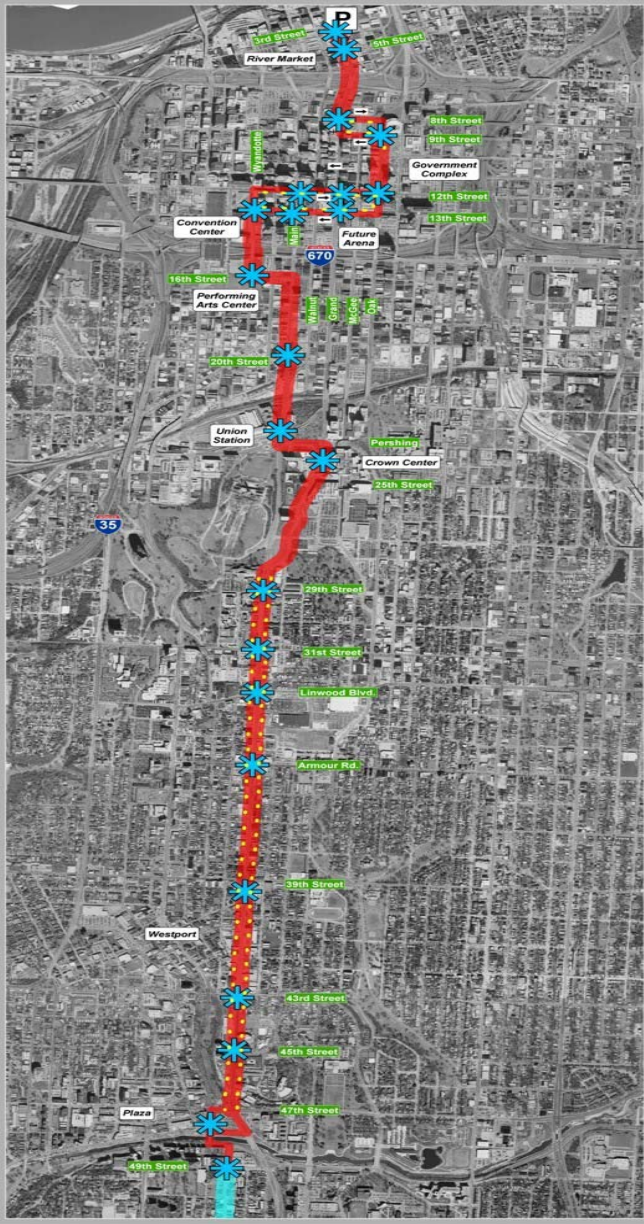 P
3rd Street
5th Street
River Market
8th Street
9th Street
Wyandotte
Government
Complex
12th Street
13th Street
Convention
Center
Main
Future
Arena
670
16th Street
Performing
Arts Center
Walnut
Grand
McGee
Oak
20th Street
Union
Station
Pershing
Crown Center
25th Street
35
29th Street
31st Street
Linwood Blvd.
Armour Rd.
39th Street
Westport
43rd Street
45th Street
Plaza
47th Street
49th Street